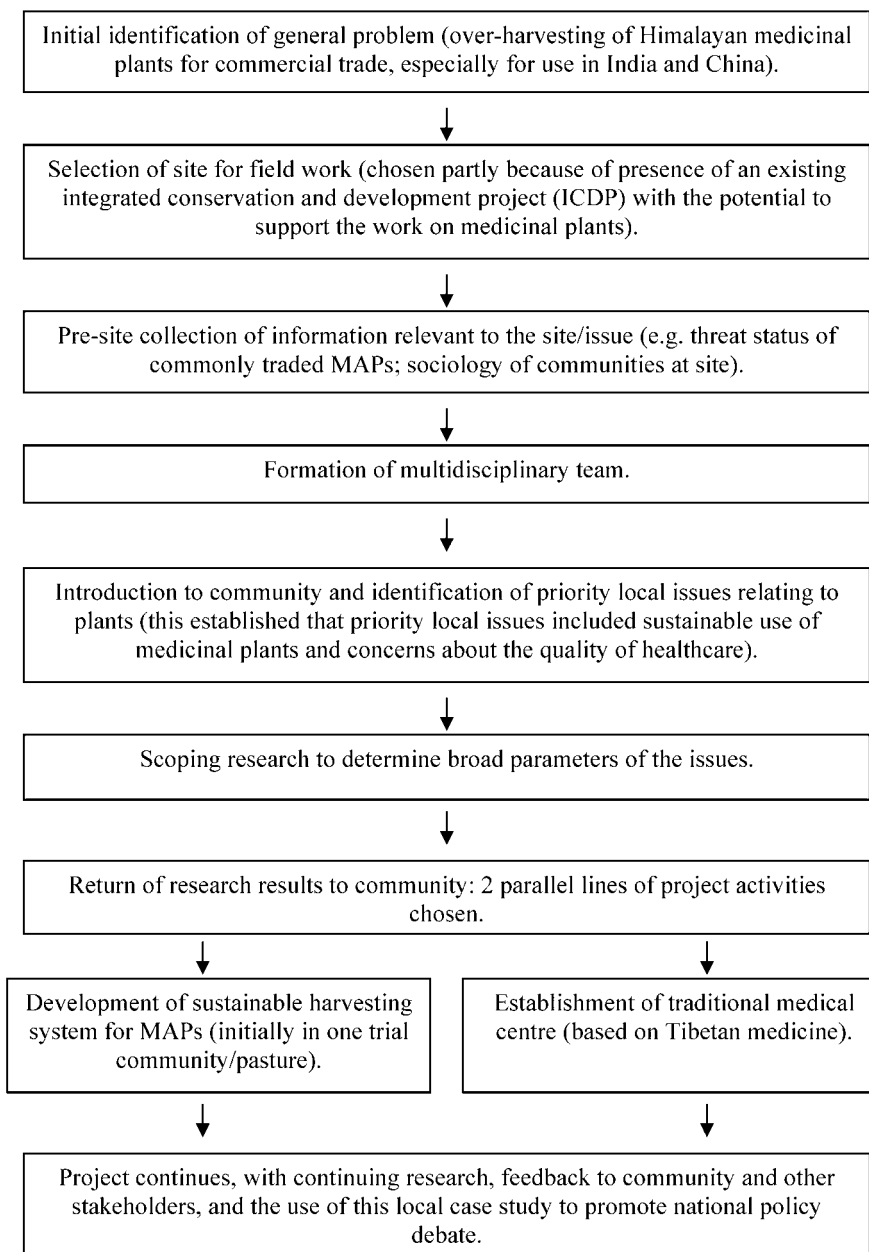 Initial identification of general problem (over-harvesting of Himalayan medicinal
plants for commercial trade, especially for use in India and China).
Selection of site for field work (chosen partly because of presence of an existing
integrated conservation and development project (ICDP) with the potential to
support the work on medicinal plants).
Pre-site collection of information relevant to the site/issue (e.g. threat status of
commonly traded MAPs; sociology of communities at site).
Formation of multidisciplinary team.
Introduction to community and identification of priority local issues relating to
plants (this established that priority local issues included sustainable use of
medicinal plants and concerns about the quality of healthcare).
Scoping research to determine broad parameters of the issues.
Return of research results to community: 2 parallel lines of project activities
chosen.
Development of sustainable harvesting
system for MAPs (initially in one trial
community/pasture).
Establishment of traditional medical
centre (based on Tibetan medicine).
Project continues, with continuing research, feedback to community and other
stakeholders, and the use of this local case study to promote national policy
debate.